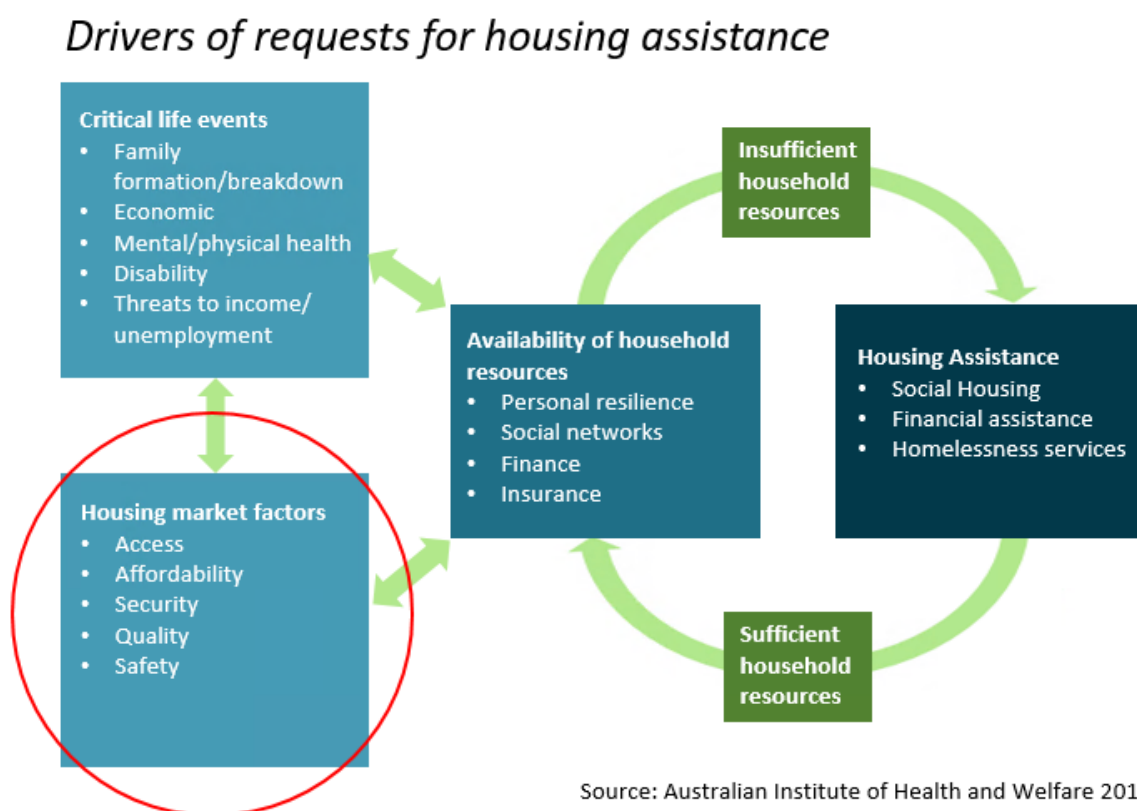 Drivers of requests for housing assistance
Critical life events
• Family
formation/breakdown
• Economic
• Mental/physical health
• Disability
• Threats to income/
unemployment
Housing market factors
• Access
• Affordability
• Security
• Quality
• Safety
Availability of household
resources
• Personal resilience
• Social networks
• Finance
• Insurance
Insufficient
household
resources
Housing Assistance
• Social Housing
• Financial assistance
• Homelessness services
Sufficient
household
resources
Source: Australian Institute of Health and Welfare 201